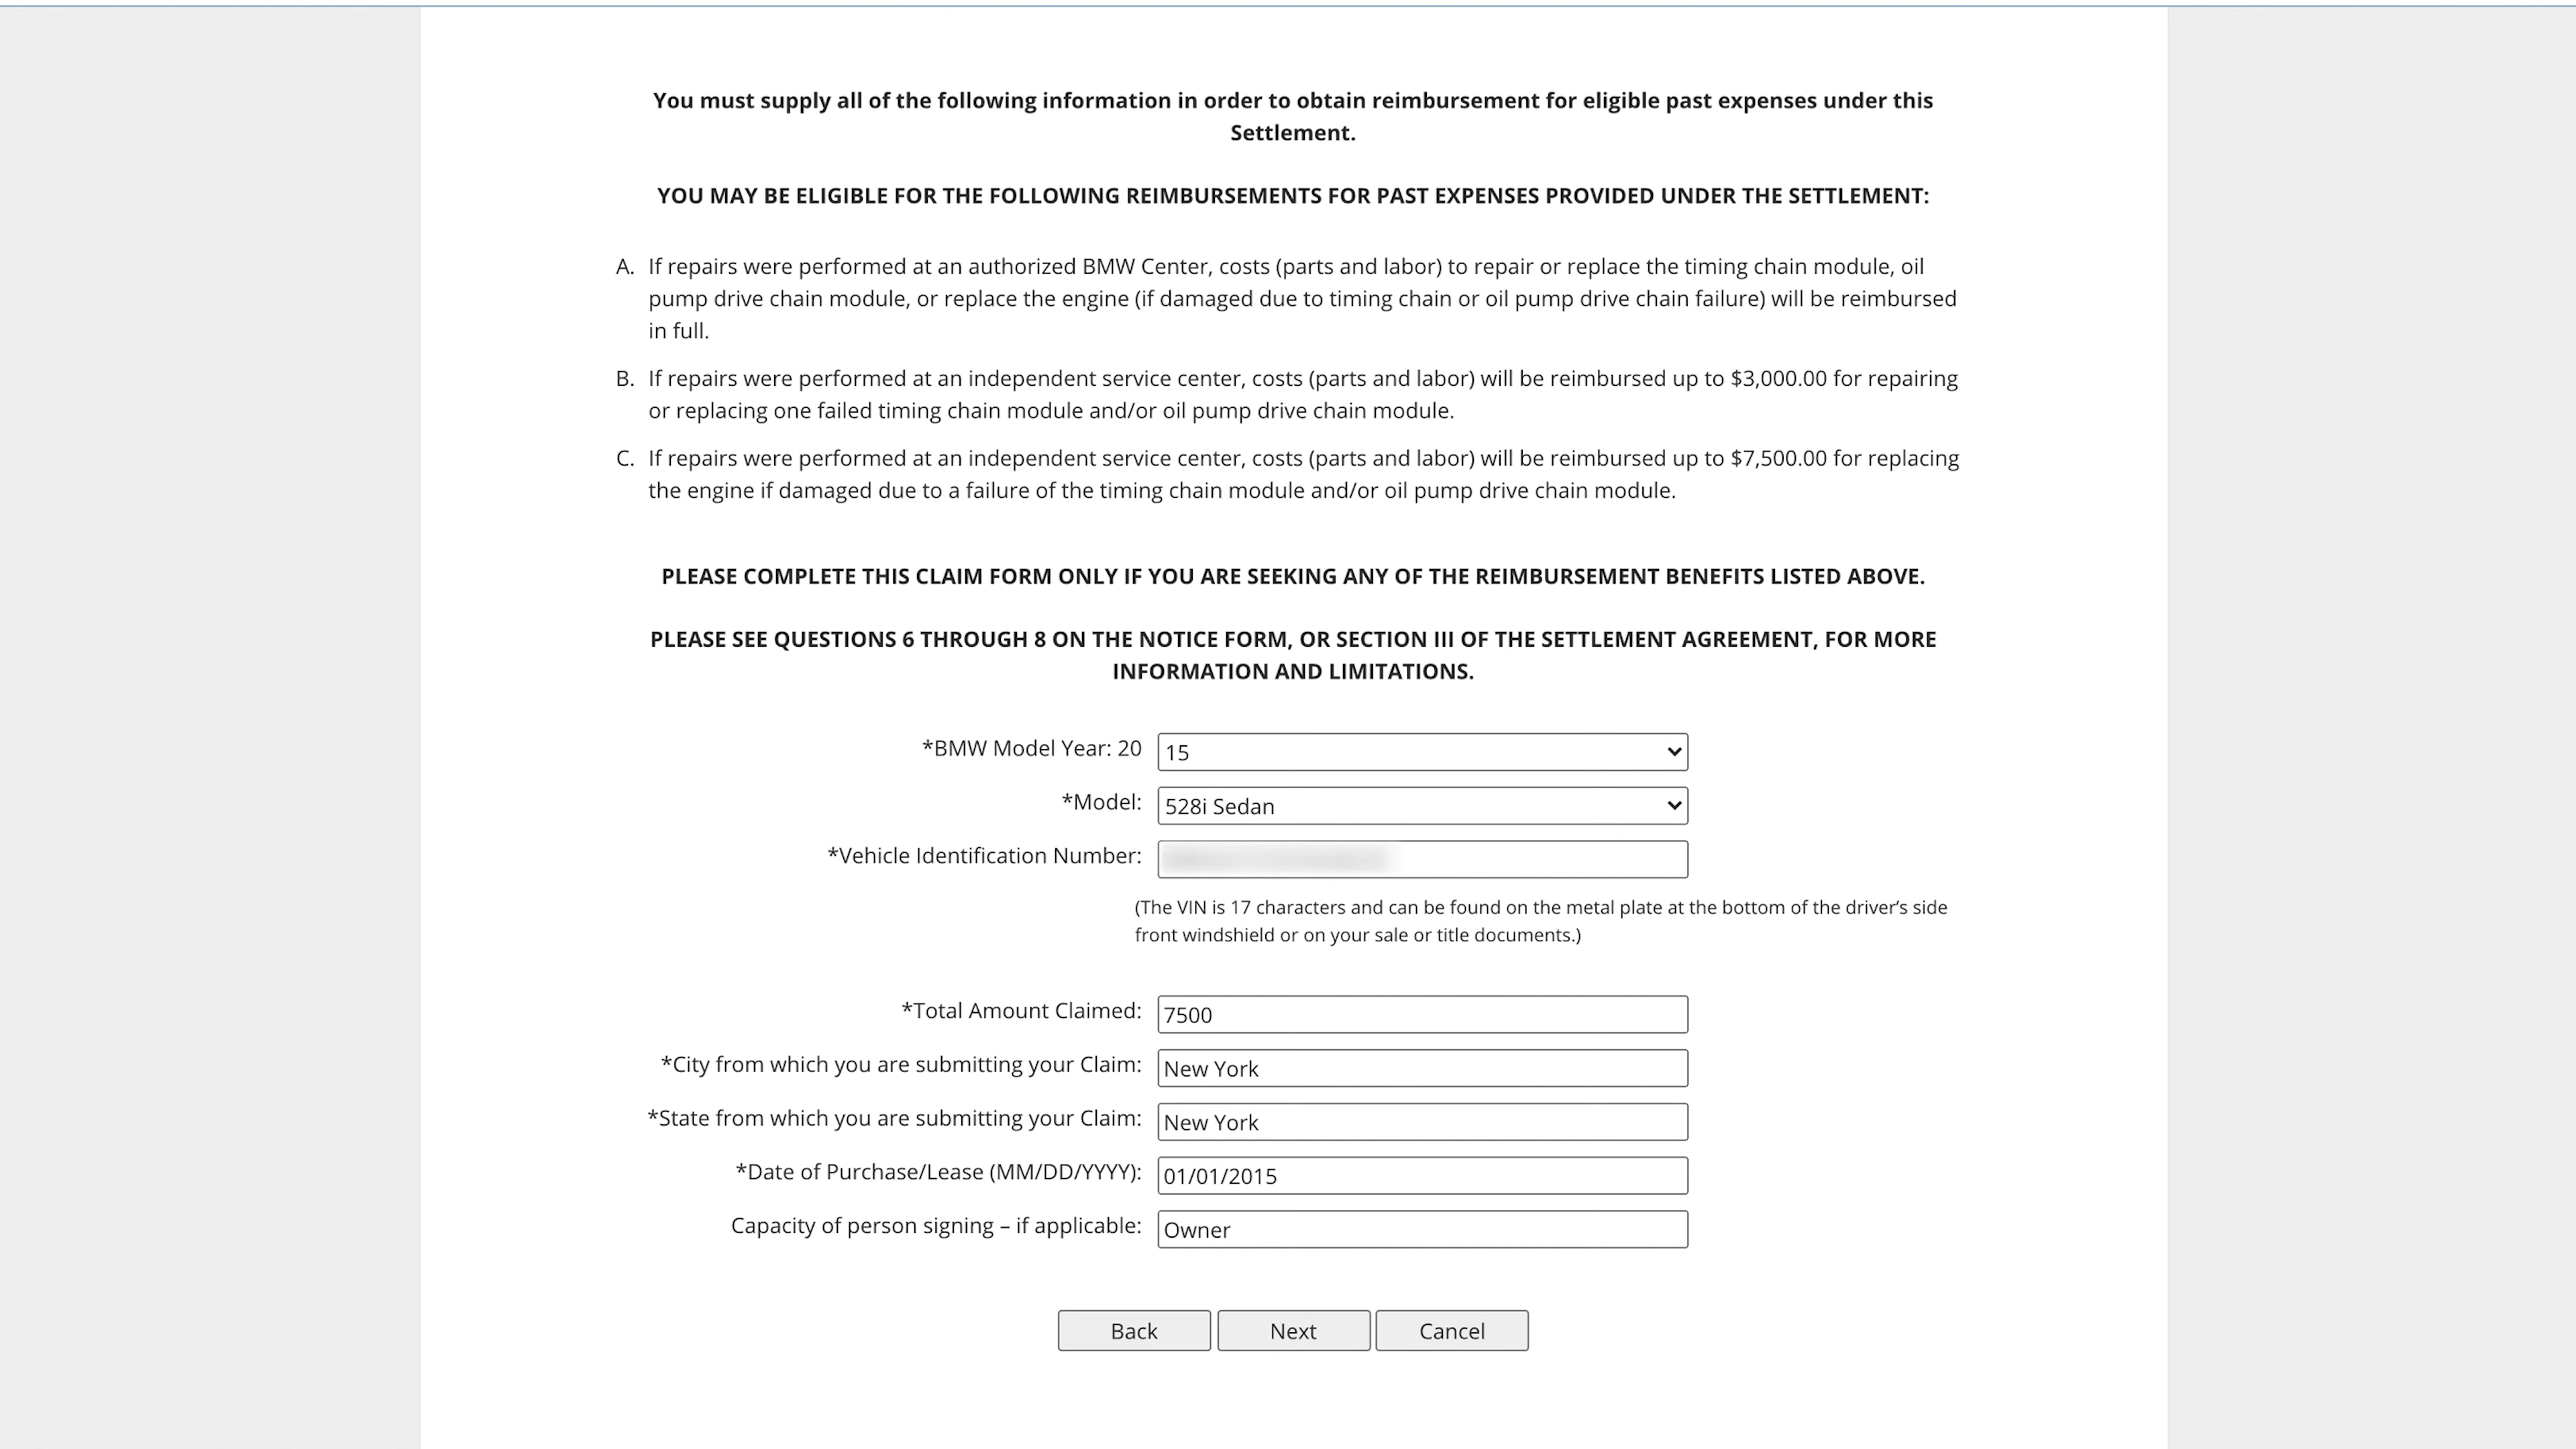 You must supply all of the following information in order to obtain reimbursement for eligible past expenses under this
Settlement.
YOU MAY BE ELIGIBLE FOR THE FOLLOWING REIMBURSEMENTS FOR PAST EXPENSES PROVIDED UNDER THE SETTLEMENT:
A. If repairs were performed at an authorized BMW Center, costs (parts and labor) to repair or replace the timing chain module, oil
pump drive chain module, or replace the engine (if damaged due to timing chain or oil pump drive chain failure) will be reimbursed
in full.
B. If repairs were performed at an independent service center, costs (parts and labor) will be reimbursed up to $3,000.00 for repairing
or replacing one failed timing chain module and/or oil pump drive chain module.
C. If repairs were performed at an independent service center, costs (parts and labor) will be reimbursed up to $7,500.00 for replacing
the engine if damaged due to a failure of the timing chain module and/or oil pump drive chain module.
PLEASE COMPLETE THIS CLAIM FORM ONLY IF YOU ARE SEEKING ANY OF THE REIMBURSEMENT BENEFITS LISTED ABOVE.
PLEASE SEE QUESTIONS 6 THROUGH 8 ON THE NOTICE FORM, OR SECTION III OF THE SETTLEMENT AGREEMENT, FOR MORE
INFORMATION AND LIMITATIONS.
*BMW Model Year: 20 15
*Model: 528i Sedan
*Vehicle Identification Number:
(The VIN is 17 characters and can be found on the metal plate at the bottom of the driver’s side
front windshield or on your sale or title documents.)
*Total Amount Claimed: 7500
*City from which you are submitting your Claim: New York
*State from which you are submitting your Claim: New York
*Date of Purchase/Lease (MM/DD/YYYY): 01/01/2015
Capacity of person signing – if applicable: Owner
Back Next Cancel